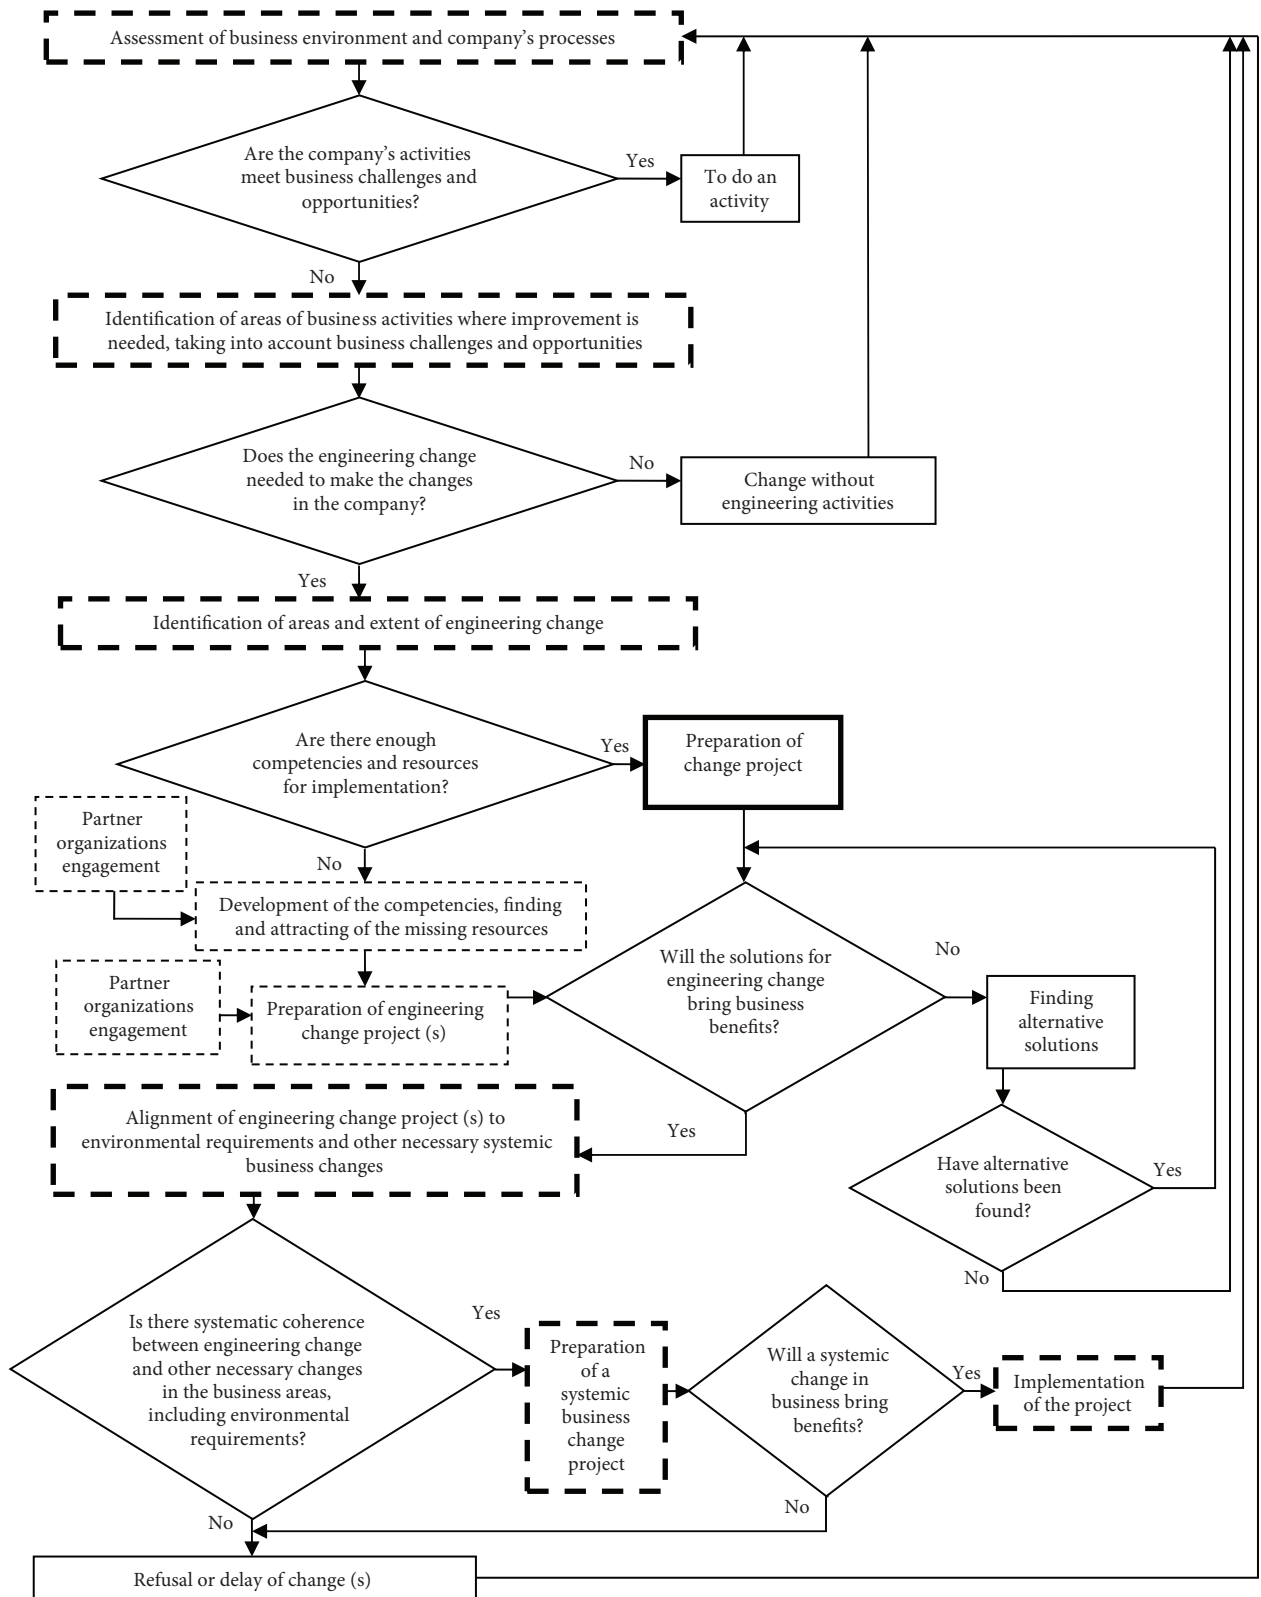 Assessment of business environment and company's processes
Are the company's activities
meet business challenges and
opportunities?
Yes
To do an
activity
No
Identification of areas of business activities where improvement is
needed, taking into account business challenges and opportunities
Does the engineering change
needed to make the changes
in the company?
No
Change without
engineering activities
Yes
Identification of areas and extent of engineering change
Are there enough
competencies and resources
for implementation?
Yes
Preparation of
change project
Partner
organizations
engagement
No
Development of the competencies, finding
and attracting of the missing resources
Partner
organizations
engagement
Preparation of engineering
change project (s)
Will the solutions for
engineering change
bring business
benefits?
No
Finding
alternative
solutions
Yes
Alignment of engineering change project (s) to
environmental requirements and other necessary systemic
business changes
Have alternative
solutions been
found?
Yes
No
Is there systematic coherence
between engineering change
and other necessary changes
in the business areas,
including environmental
requirements?
Yes
Preparation
of a
systemic
business
change
project
Will a systemic
change in
business bring
benefits?
Yes
Implementation
of the project
No
No
Refusal or delay of change (s)